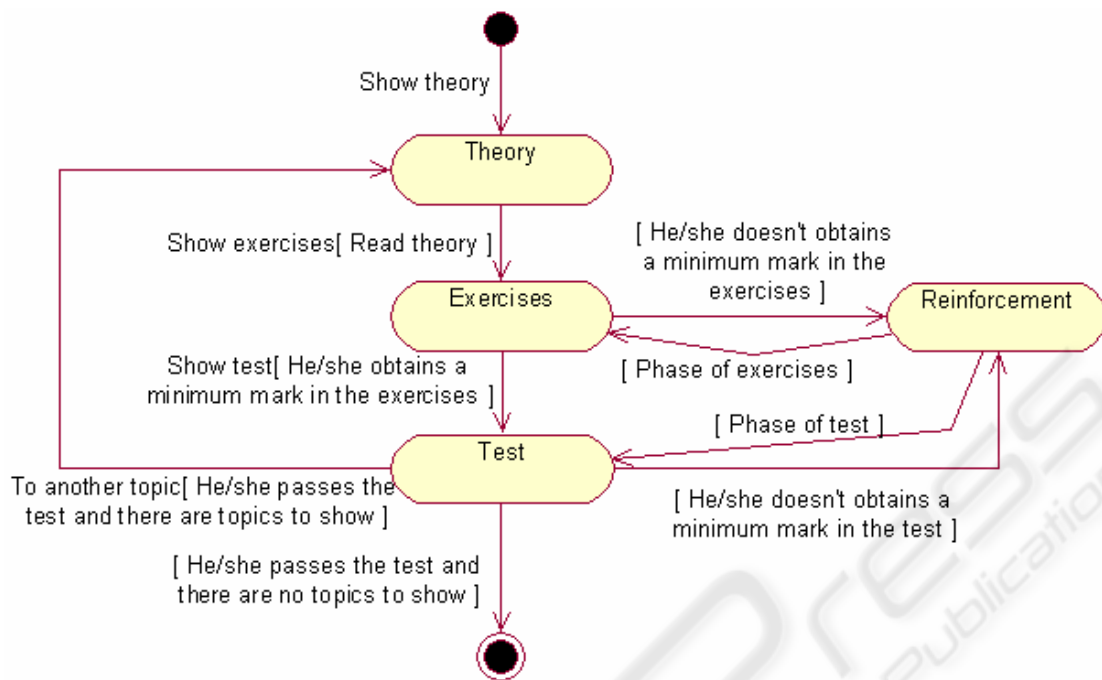 Show theory
Theory
Show exercises[ Read theory ]
[ He/she doesn't obtains
a minimum mark in the
exercises ]
Exercises
Reinforcement
Show test[ He/she obtains a
minimum mark in the exercises ]
[ Phase of exercises ]
[ Phase of test ]
Test
To another topic[ He/she passes the
test and there are topics to show ]
[ He/she doesn't obtains a
minimum mark in the test ]
[ He/she passes the test and
there are no topics to show ]
Press
Publication